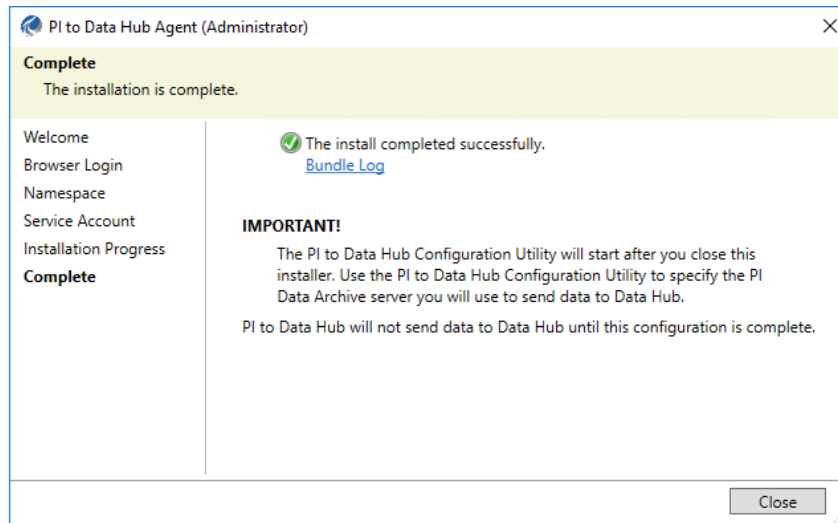 PI to Data Hub Agent (Administrator)
Complete
The installation is complete.
Welcome
Browser Login
Namespace
Service Account
Installation Progress
Complete
The install completed successfully.
Bundle Log
IMPORTANT!
The PI to Data Hub Configuration Utility will start after you close this
installer. Use the PI to Data Hub Configuration Utility to specify the PI
Data Archive server you will use to send data to Data Hub.
PI to Data Hub will not send data to Data Hub until this configuration is complete.
Close